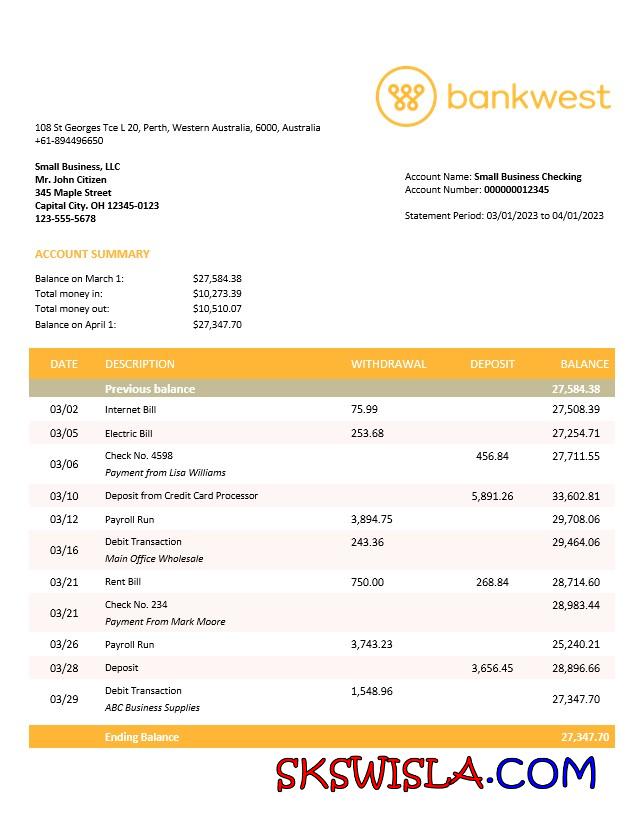 bankwest
108 St Georges Tce L 20, Perth, Western Australia, 6000, Australia
+61-894496650
Small Business, LLC
Mr. John Citizen
345 Maple Street
Capital City. OH 12345-0123
123-555-5678
Account Name: Small Business Checking
Account Number: 000000012345
Statement Period: 03/01/2023 to 04/01/2023
ACCOUNT SUMMARY
Balance on March 1: $27,584.38
Total money in: $10,273.39
Total money out: $10,510.07
Balance on April 1: $27,347.70
DATE DESCRIPTION WITHDRAWAL DEPOSIT BALANCE
Previous balance 27,584.38
03/02 Internet Bill 75.99 27,508.39
03/05 Electric Bill 253.68 27,254.71
03/06 Check No. 4598 456.84 27,711.55
Payment from Lisa Williams
03/10 Deposit from Credit Card Processor 5,891.26 33,602.81
03/12 Payroll Run 3,894.75 29,708.06
03/16 Debit Transaction 243.36 29,464.06
Main Office Wholesale
03/21 Rent Bill 750.00 268.84 28,714.60
03/21 Check No. 234 28,983.44
Payment From Mark Moore
03/26 Payroll Run 3,743.23 25,240.21
03/28 Deposit 3,656.45 28,896.66
03/29 Debit Transaction 1,548.96 27,347.70
ABC Business Supplies
Ending Balance 27,347.70
SKSWISLA.COM